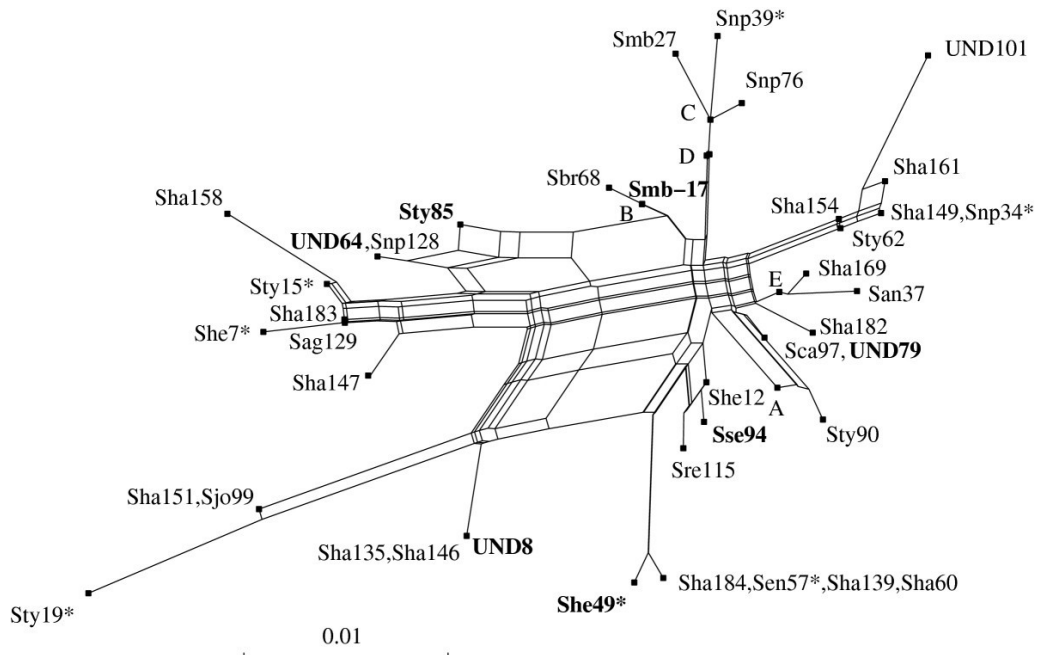 Snp39*
Smb27
UND101
Snp76
C
D
Sha161
Sbr68
Smb−17
Sha158
Sty85
B
Sha154
Sha149,Snp34*
UND64,Snp128
Sty62
Sha169
Sty15*
E
San37
Sha183
She7*
Sag129
Sha182
Sca97, UND79
Sha147
She12
A
Sse94
Sty90
Sre115
Sha151,Sjo99
Sha135,Sha146
UND8
Sha184,Sen57*,Sha139,Sha60
She49*
Sty19*
0.01